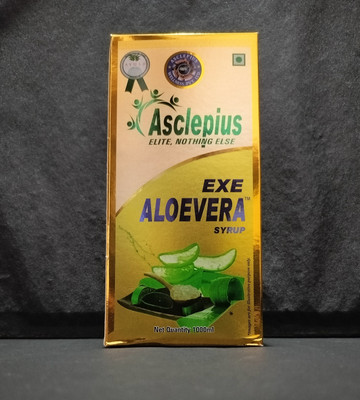 Asclepius
ELITE, NOTHING ELSE
EXE
ALOEVERA™
SYRUP
Net Quantity 1000ml